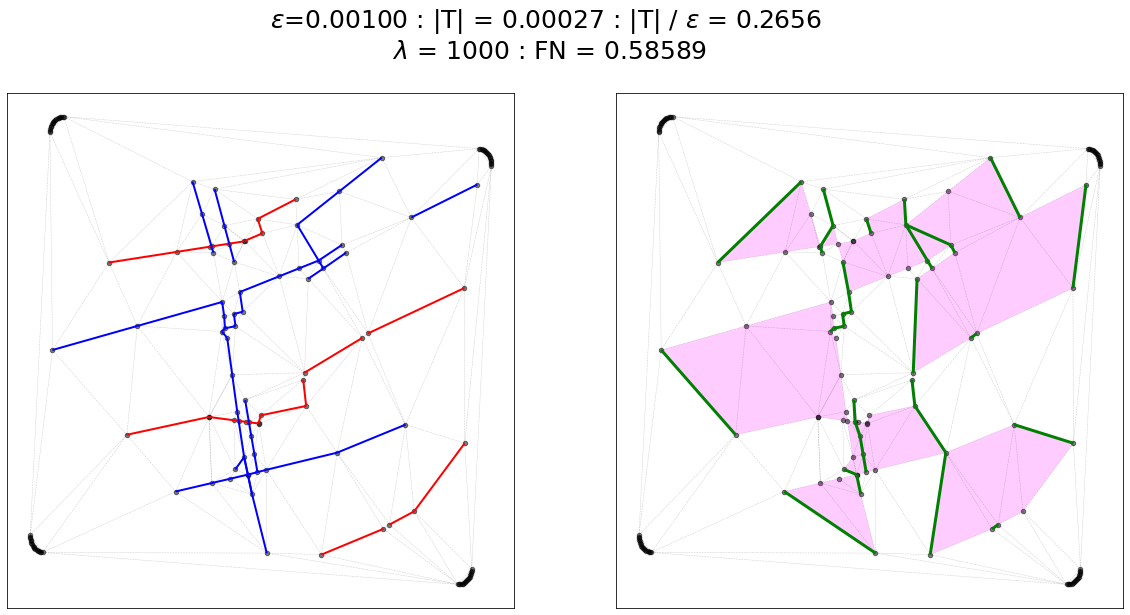 ε=0.00100 : |T| = 0.00027 : |T| / ε = 0.2656
λ = 1000 : FN = 0.58589